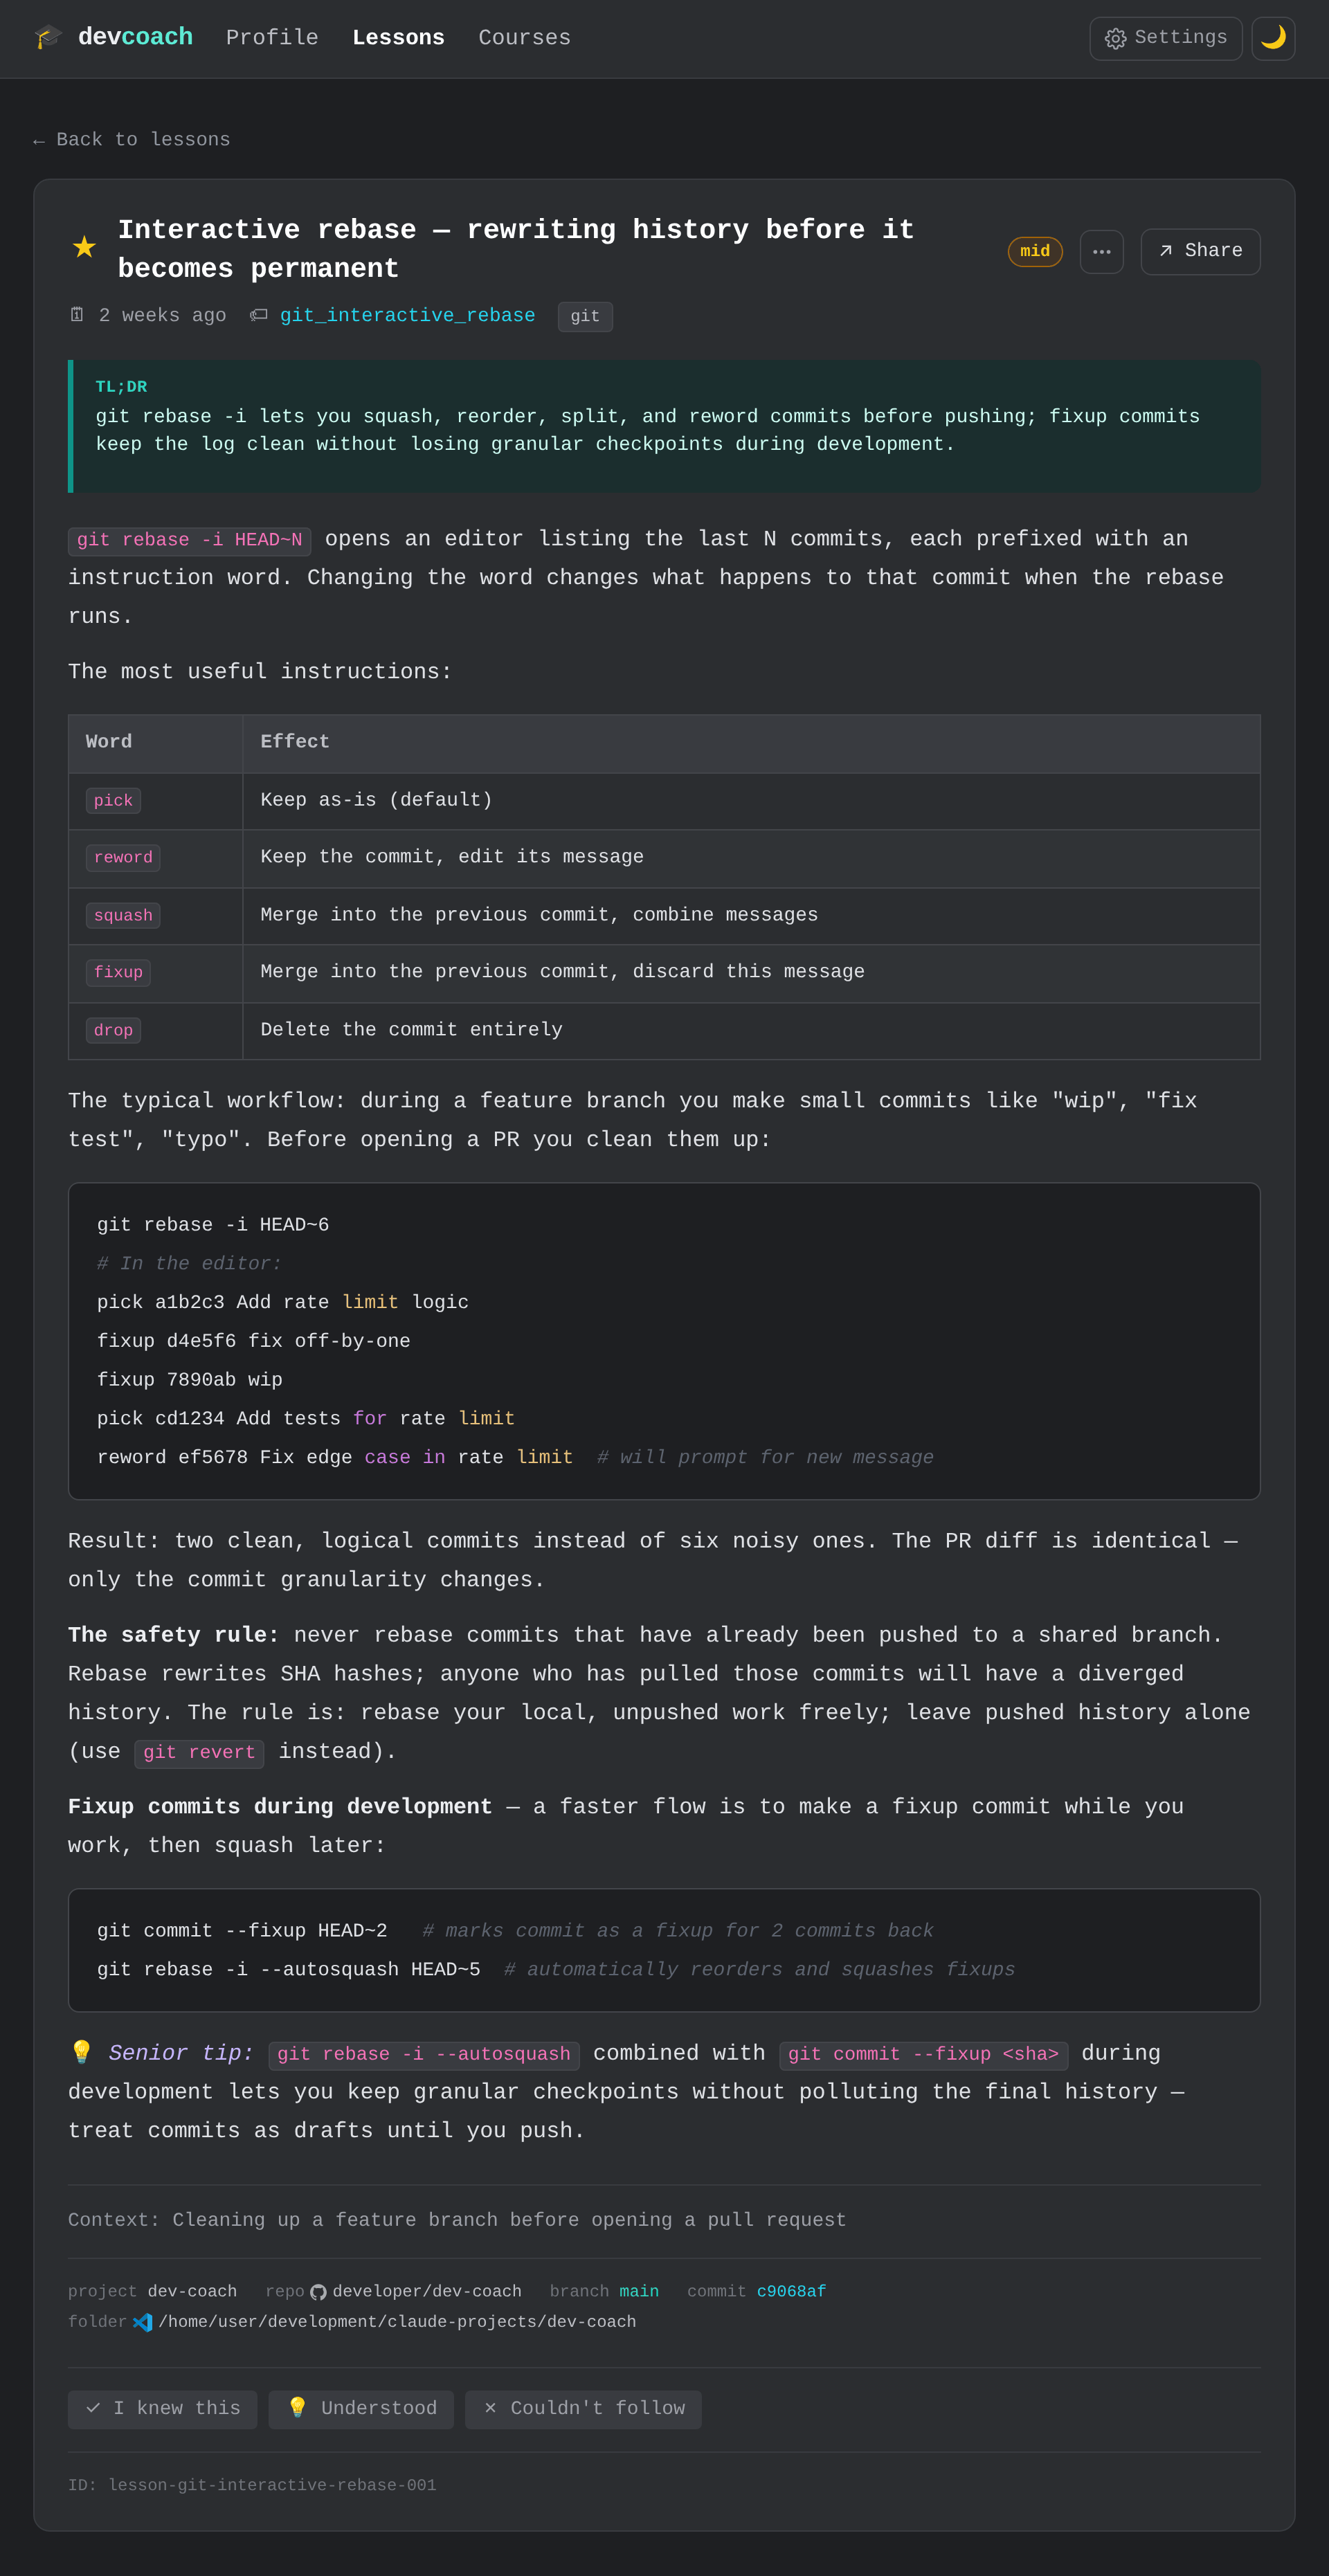 devcoach Profile Lessons Courses Settings
← Back to lessons
Interactive rebase — rewriting history before it
becomes permanent
mid
Share
2 weeks ago git_interactive_rebase git
TL;DR
git rebase -i lets you squash, reorder, split, and reword commits before pushing; fixup commits
keep the log clean without losing granular checkpoints during development.
git rebase -i HEAD~N opens an editor listing the last N commits, each prefixed with an
instruction word. Changing the word changes what happens to that commit when the rebase
runs.
The most useful instructions:
Word Effect
pick Keep as-is (default)
reword Keep the commit, edit its message
squash Merge into the previous commit, combine messages
fixup Merge into the previous commit, discard this message
drop Delete the commit entirely
The typical workflow: during a feature branch you make small commits like "wip", "fix
test", "typo". Before opening a PR you clean them up:
git rebase -i HEAD~6
# In the editor:
pick a1b2c3 Add rate limit logic
fixup d4e5f6 fix off-by-one
fixup 7890ab wip
pick cd1234 Add tests for rate limit
reword ef5678 Fix edge case in rate limit  # will prompt for new message
Result: two clean, logical commits instead of six noisy ones. The PR diff is identical —
only the commit granularity changes.
The safety rule: never rebase commits that have already been pushed to a shared branch.
Rebase rewrites SHA hashes; anyone who has pulled those commits will have a diverged
history. The rule is: rebase your local, unpushed work freely; leave pushed history alone
(use git revert instead).
Fixup commits during development — a faster flow is to make a fixup commit while you
work, then squash later:
git commit --fixup HEAD~2   # marks commit as a fixup for 2 commits back
git rebase -i --autosquash HEAD~5  # automatically reorders and squashes fixups
💡 Senior tip: git rebase -i --autosquash combined with git commit --fixup <sha> during
development lets you keep granular checkpoints without polluting the final history —
treat commits as drafts until you push.
Context: Cleaning up a feature branch before opening a pull request
project dev-coach repo developer/dev-coach branch main commit c9068af
folder /home/user/development/claude-projects/dev-coach
✓ I knew this 💡 Understood ✕ Couldn't follow
ID: lesson-git-interactive-rebase-001